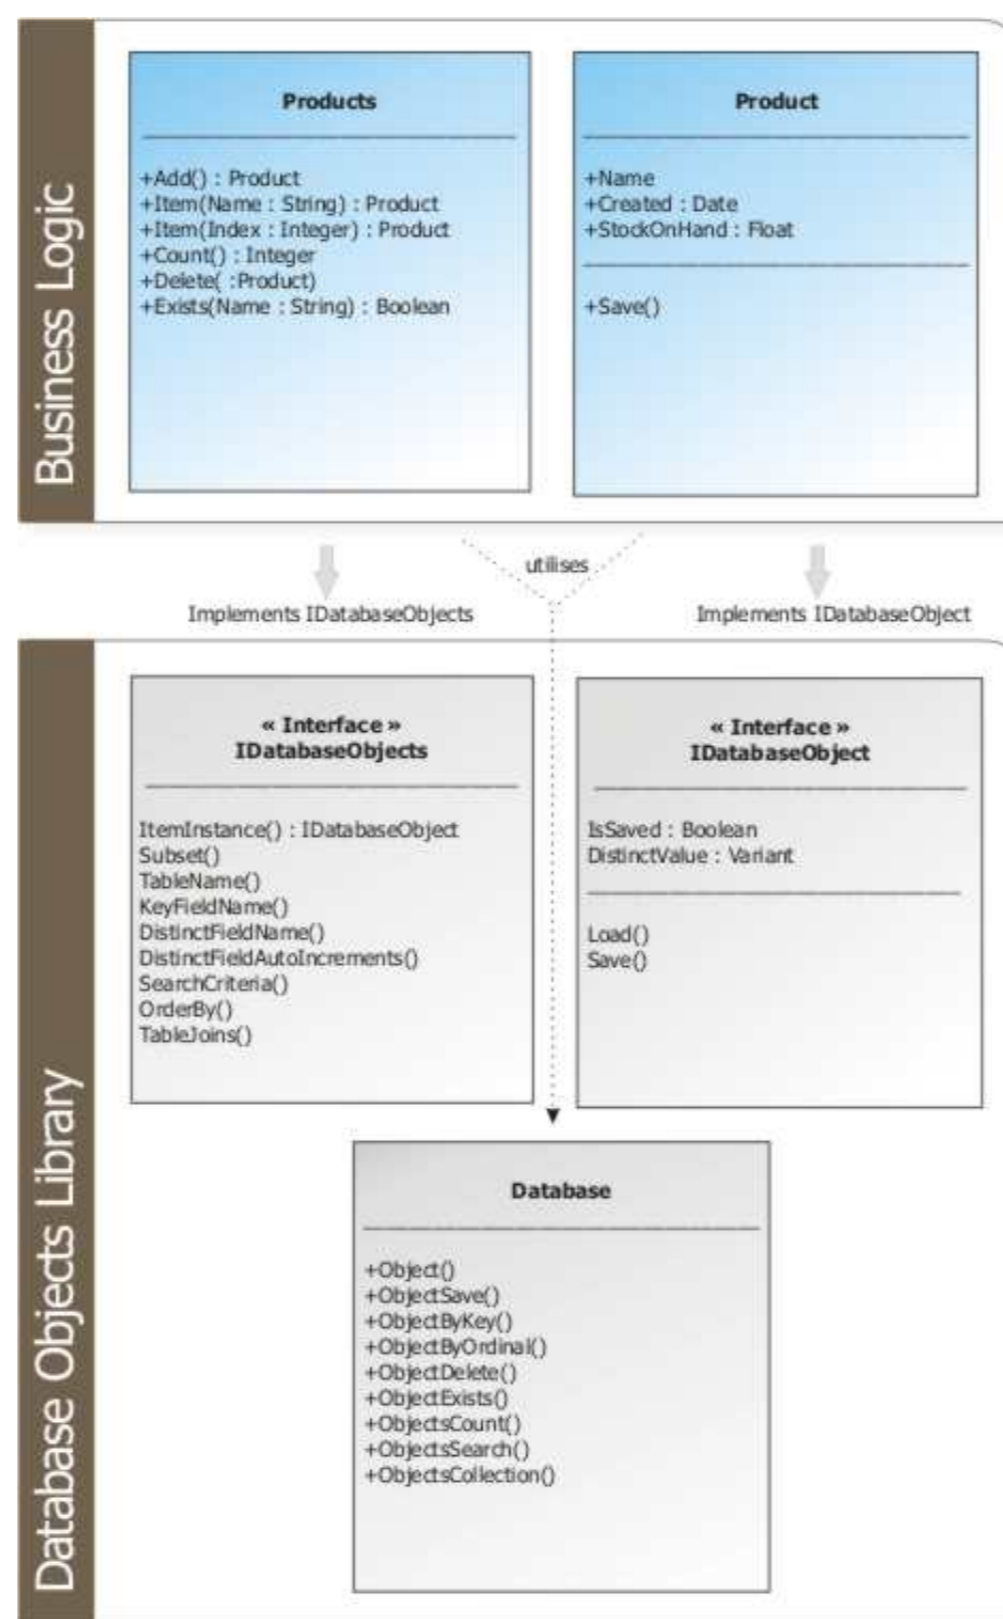 Business Logic
Products
+Add() : Product
+Item(Name : String) : Product
+Item(Index : Integer) : Product
+Count() : Integer
+Delete( :Product)
+Exists(Name : String) : Boolean
Product
+Name
+Created : Date
+StockOnHand : Float
+Save()
utilises
Implements IDatabaseObjects
Implements IDatabaseObject
Database Objects Library
« Interface »
IDatabaseObjects
ItemInstance() : IDatabaseObject
Subset()
TableName()
KeyFieldName()
DistinctFieldName()
DistinctFieldAutoIncrements()
SearchCriteria()
OrderBy()
TableJoins()
« Interface »
IDatabaseObject
IsSaved : Boolean
DistinctValue : Variant
Load()
Save()
Database
+Object()
+ObjectSave()
+ObjectByKey()
+ObjectByOrdinal()
+ObjectDelete()
+ObjectExists()
+ObjectsCount()
+ObjectsSearch()
+ObjectsCollection()